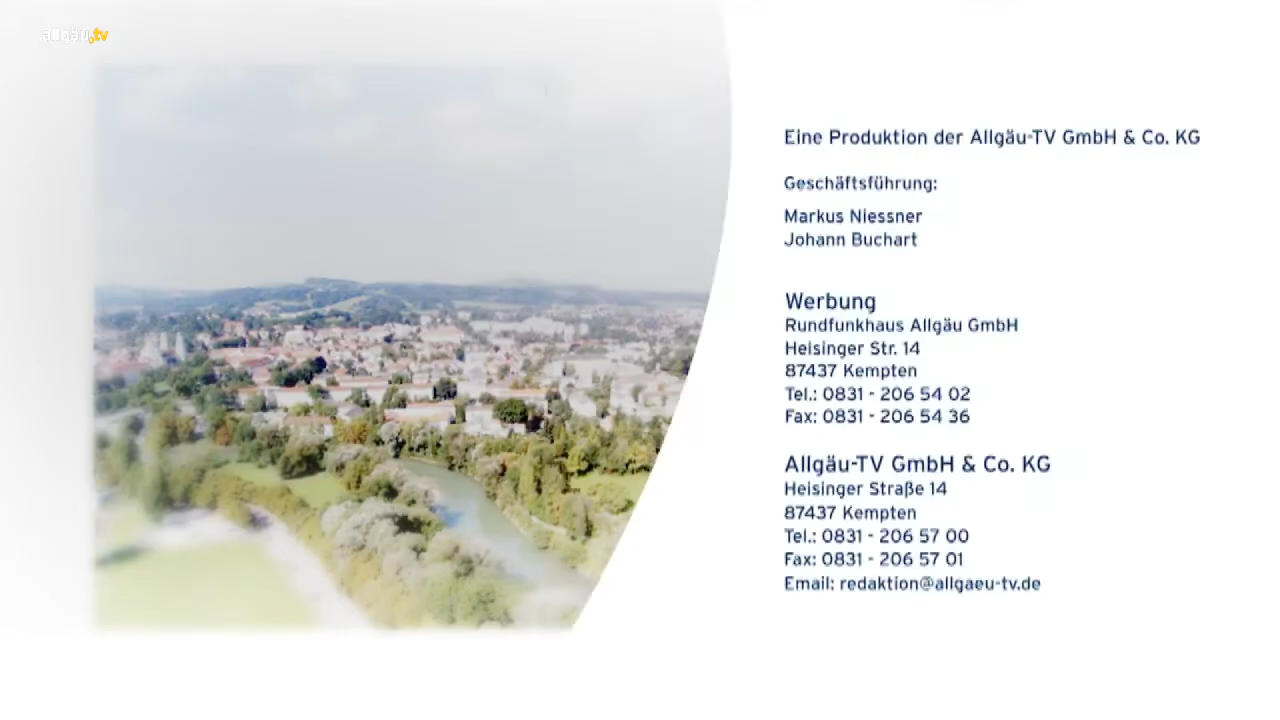 allgäu.tv
Eine Produktion der Allgäu-TV GmbH & Co. KG
Geschäftsführung:
Markus Niessner
Johann Buchart
Werbung
Rundfunkhaus Allgäu GmbH
Heisinger Str. 14
87437 Kempten
Tel.: 0831 - 206 54 02
Fax: 0831 - 206 54 36
Allgäu-TV GmbH & Co. KG
Heisinger Straße 14
87437 Kempten
Tel.: 0831 - 206 57 00
Fax: 0831 - 206 57 01
Email: redaktion@allgaeu-tv.de